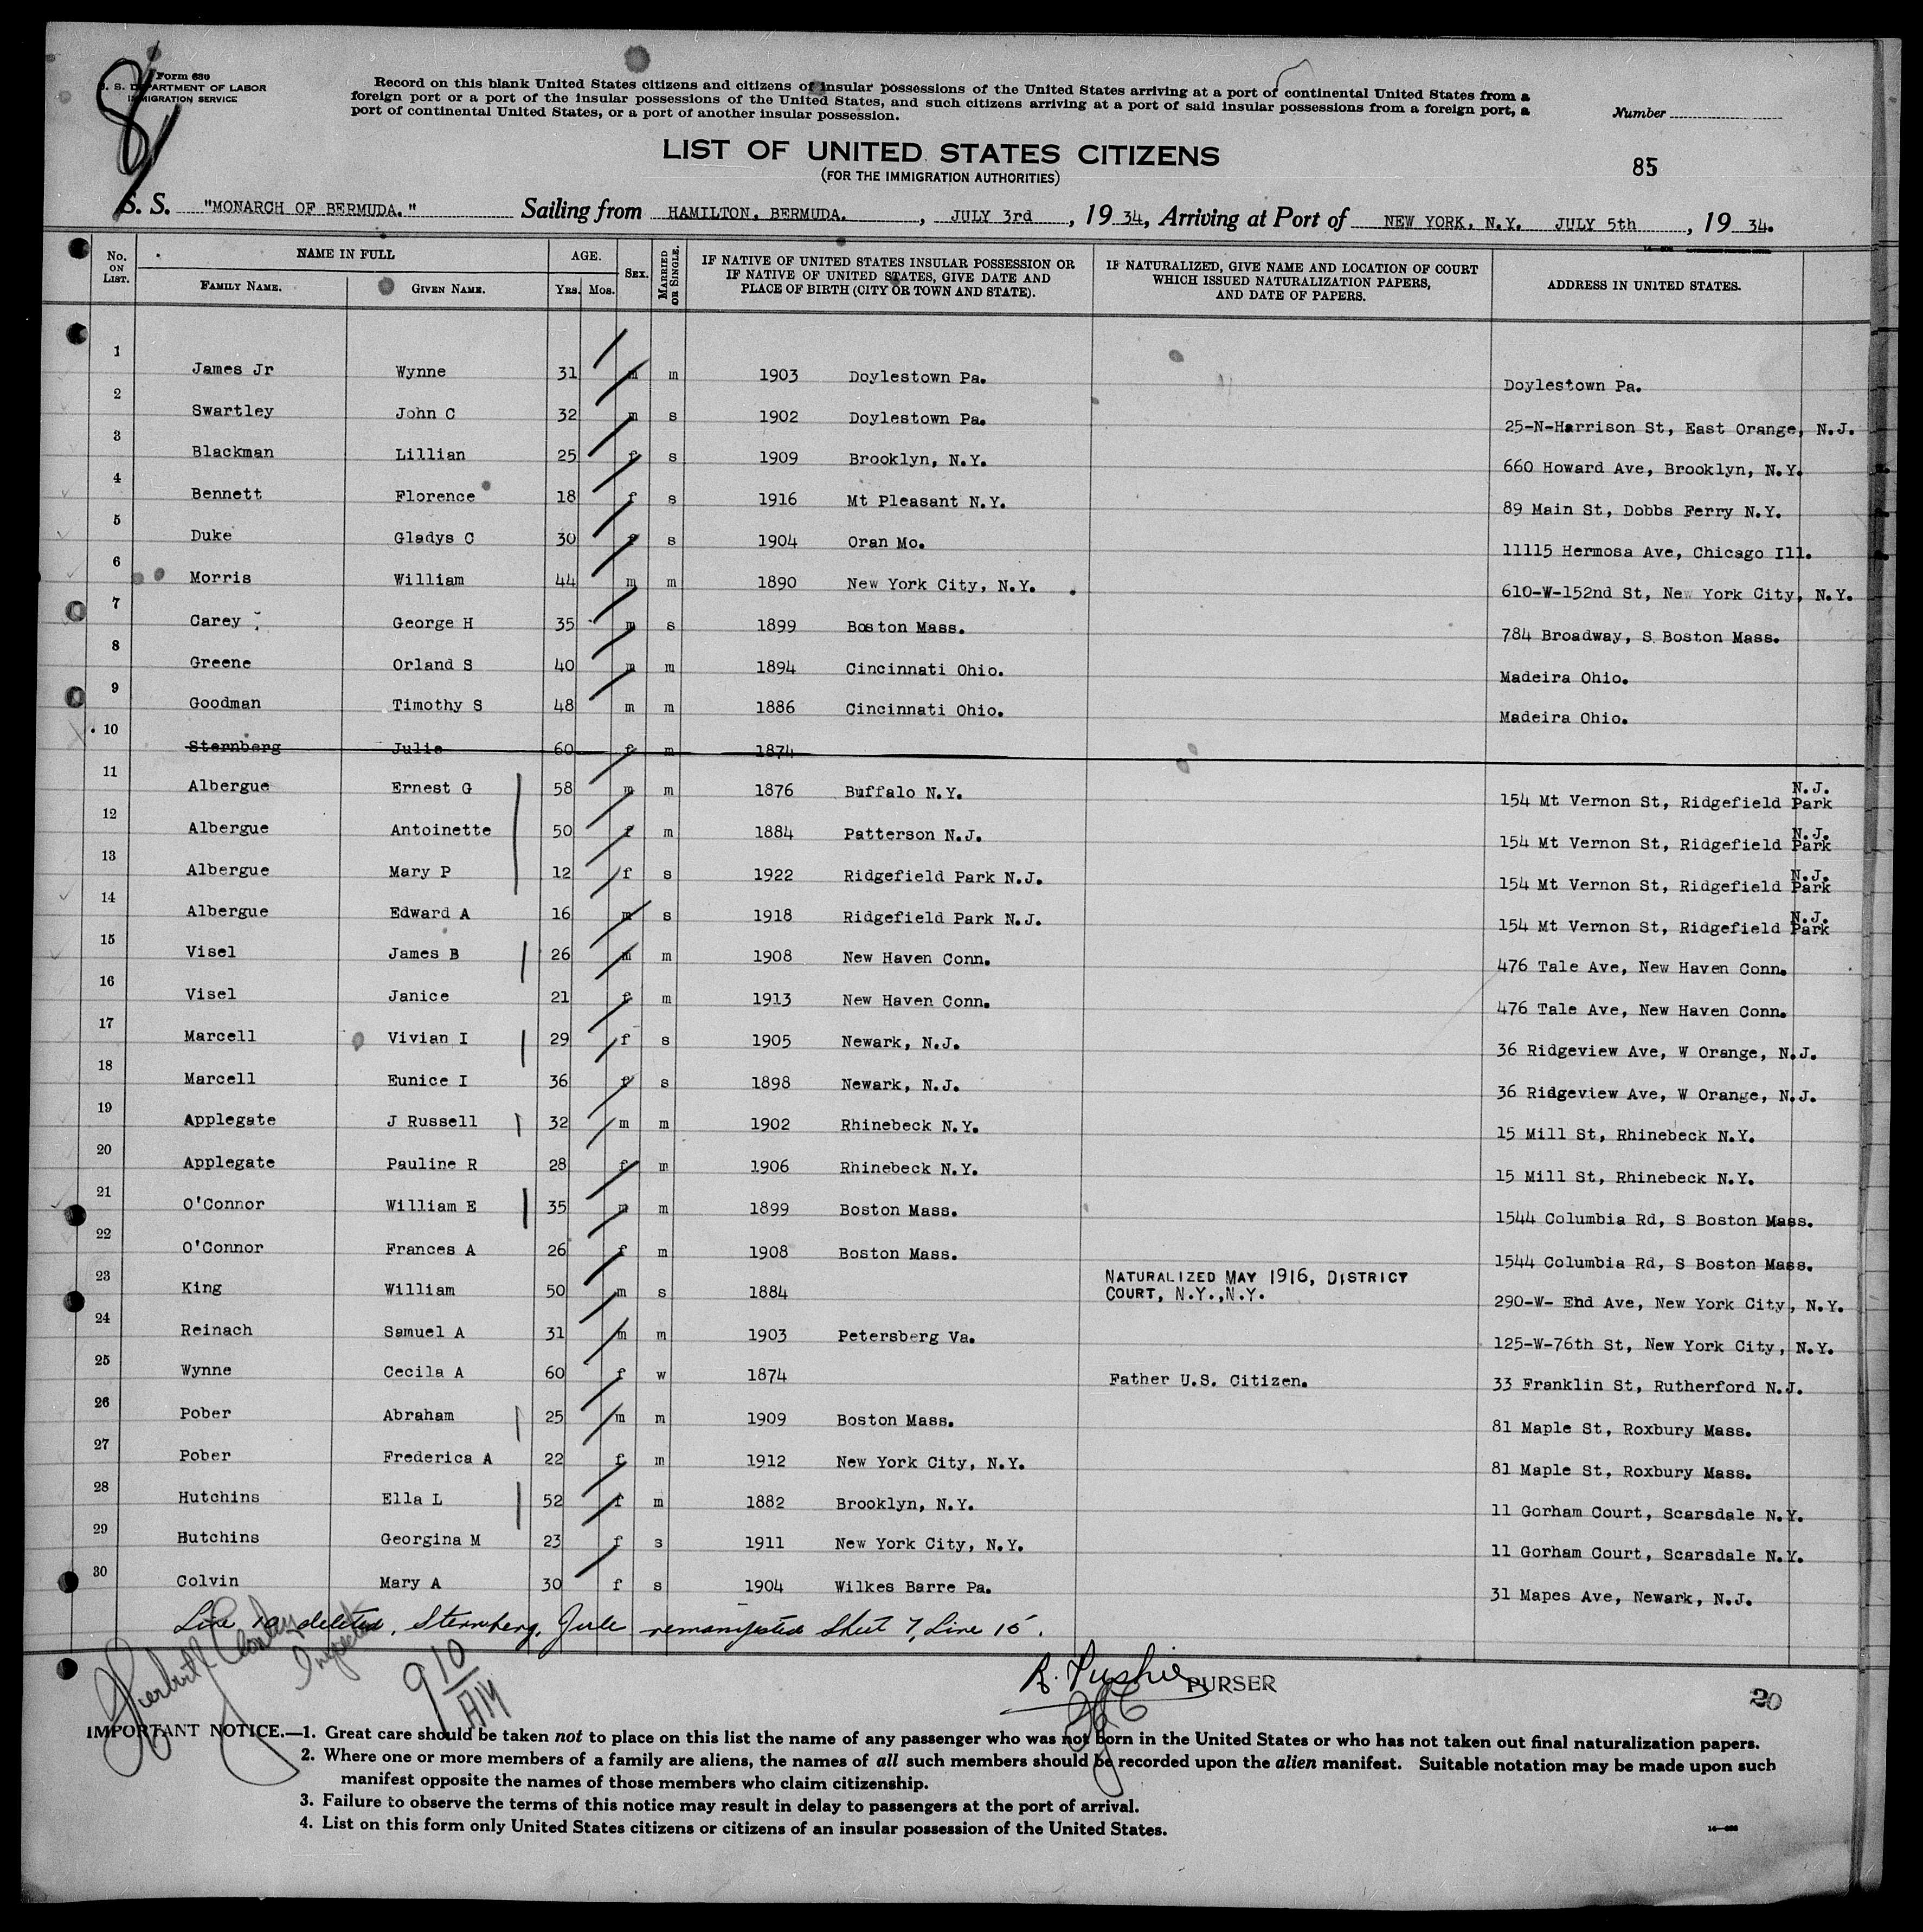 8
Form 630
U. S. DEPARTMENT OF LABOR
IMMIGRATION SERVICE
Record on this blank United States citizens and citizens of insular possessions of the United States arriving at a port of continental United States from a
foreign port or a port of the insular possessions of the United States, and such citizens arriving at a port of said insular possessions from a foreign port, a
port of continental United States, or a port of another insular possession.
Number
LIST OF UNITED STATES CITIZENS
(FOR THE IMMIGRATION AUTHORITIES)
85
S. S. "MONARCH OF BERMUDA." Sailing from HAMILTON, BERMUDA. , JULY 3rd , 19 34, Arriving at Port of NEW YORK, N.Y. JULY 5th , 19 34.
No. ON LIST. NAME IN FULL FAMILY NAME. GIVEN NAME. AGE. YRS. MOS. SEX. MARRIED OR SINGLE. IF NATIVE OF UNITED STATES INSULAR POSSESSION OR IF NATIVE OF UNITED STATES, GIVE DATE AND PLACE OF BIRTH (CITY OR TOWN AND STATE). IF NATURALIZED, GIVE NAME AND LOCATION OF COURT WHICH ISSUED NATURALIZATION PAPERS, AND DATE OF PAPERS. ADDRESS IN UNITED STATES.
1 James Jr Wynne 31 m m 1903 Doylestown Pa. Doylestown Pa.
2 Swartley John C 32 m s 1902 Doylestown Pa. 25-N-Harrison St, East Orange, N.J.
3 Blackman Lillian 25 f s 1909 Brooklyn, N.Y. 660 Howard Ave, Brooklyn, N.Y.
4 Bennett Florence 18 f s 1916 Mt Pleasant N.Y. 89 Main St, Dobbs Ferry N.Y.
5 Duke Gladys C 30 f s 1904 Oran Mo. 11115 Hermosa Ave, Chicago Ill.
6 Morris William 44 m m 1890 New York City, N.Y. 610-W-152nd St, New York City, N.Y.
7 Carey George H 35 m s 1899 Boston Mass. 784 Broadway, S Boston Mass.
8 Greene Orland S 40 m m 1894 Cincinnati Ohio. Madeira Ohio.
9 Goodman Timothy S 48 m m 1886 Cincinnati Ohio. Madeira Ohio.
10 Sternberg Julie 60 f m 1874
11 Albergue Ernest G 58 m m 1876 Buffalo N.Y. 154 Mt Vernon St, Ridgefield Park N.J.
12 Albergue Antoinette 50 f m 1884 Patterson N.J. 154 Mt Vernon St, Ridgefield Park N.J.
13 Albergue Mary P 12 f s 1922 Ridgefield Park N.J. 154 Mt Vernon St, Ridgefield Park N.J.
14 Albergue Edward A 16 m s 1918 Ridgefield Park N.J. 154 Mt Vernon St, Ridgefield Park N.J.
15 Visel James B 26 m m 1908 New Haven Conn. 476 Tale Ave, New Haven Conn.
16 Visel Janice 21 f m 1913 New Haven Conn. 476 Tale Ave, New Haven Conn.
17 Marcell Vivian I 29 f s 1905 Newark, N.J. 36 Ridgeview Ave, W Orange, N.J.
18 Marcell Eunice I 36 f s 1898 Newark, N.J. 36 Ridgeview Ave, W Orange, N.J.
19 Applegate J Russell 32 m m 1902 Rhinebeck N.Y. 15 Mill St, Rhinebeck N.Y.
20 Applegate Pauline R 28 f m 1906 Rhinebeck N.Y. 15 Mill St, Rhinebeck N.Y.
21 O'Connor William E 35 m m 1899 Boston Mass. 1544 Columbia Rd, S Boston Mass.
22 O'Connor Frances A 26 f m 1908 Boston Mass. 1544 Columbia Rd, S Boston Mass.
23 King William 50 m s 1884 NATURALIZED MAY 1916, DISTRICT COURT, N.Y.,N.Y. 290-W- End Ave, New York City, N.Y.
24 Reinach Samuel A 31 m m 1903 Petersberg Va. 125-W-76th St, New York City, N.Y.
25 Wynne Cecila A 60 f w 1874 Father U.S. Citizen. 33 Franklin St, Rutherford N.J.
26 Pober Abraham 25 m m 1909 Boston Mass. 81 Maple St, Roxbury Mass.
27 Pober Frederica A 22 f m 1912 New York City, N.Y. 81 Maple St, Roxbury Mass.
28 Hutchins Ella L 52 f m 1882 Brooklyn, N.Y. 11 Gorham Court, Scarsdale N.Y.
29 Hutchins Georgina M 23 f s 1911 New York City, N.Y. 11 Gorham Court, Scarsdale N.Y.
30 Colvin Mary A 30 f s 1904 Wilkes Barre Pa. 31 Mapes Ave, Newark, N.J.
Line 10 deleted, Sternberg, Julie remanifested Sheet 7, Line 15.
Inspector
9 10 AM
PURSER
20
IMPORTANT NOTICE.—1. Great care should be taken not to place on this list the name of any passenger who was not born in the United States or who has not taken out final naturalization papers.
2. Where one or more members of a family are aliens, the names of all such members should be recorded upon the alien manifest. Suitable notation may be made upon such
manifest opposite the names of those members who claim citizenship.
3. Failure to observe the terms of this notice may result in delay to passengers at the port of arrival.
4. List on this form only United States citizens or citizens of an insular possession of the United States.